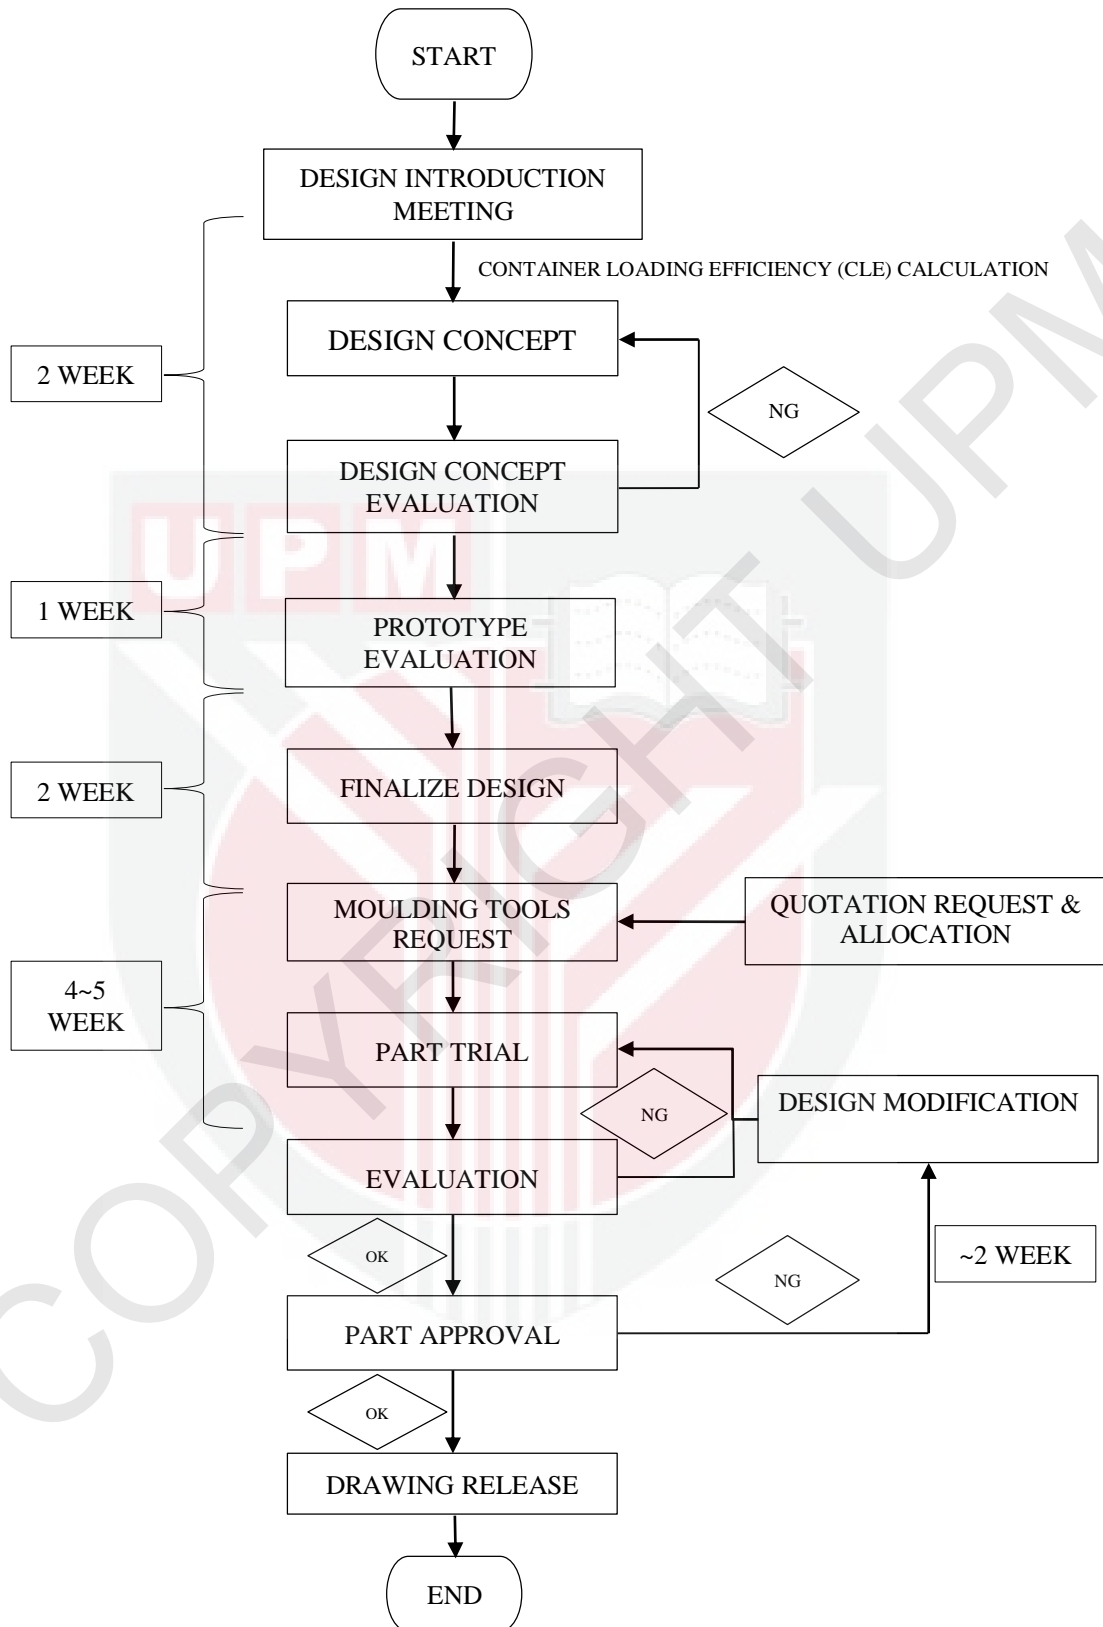 START
DESIGN INTRODUCTION
MEETING
CONTAINER LOADING EFFICIENCY (CLE) CALCULATION
DESIGN CONCEPT
2 WEEK
NG
DESIGN CONCEPT
EVALUATION
UPM
1 WEEK
PROTOTYPE
EVALUATION
2 WEEK
FINALIZE DESIGN
MOULDING TOOLS
REQUEST
QUOTATION REQUEST &
ALLOCATION
4~5
WEEK
PART TRIAL
NG
DESIGN MODIFICATION
EVALUATION
OK
NG
~2 WEEK
PART APPROVAL
OK
DRAWING RELEASE
END
COPYRIGHT UPM